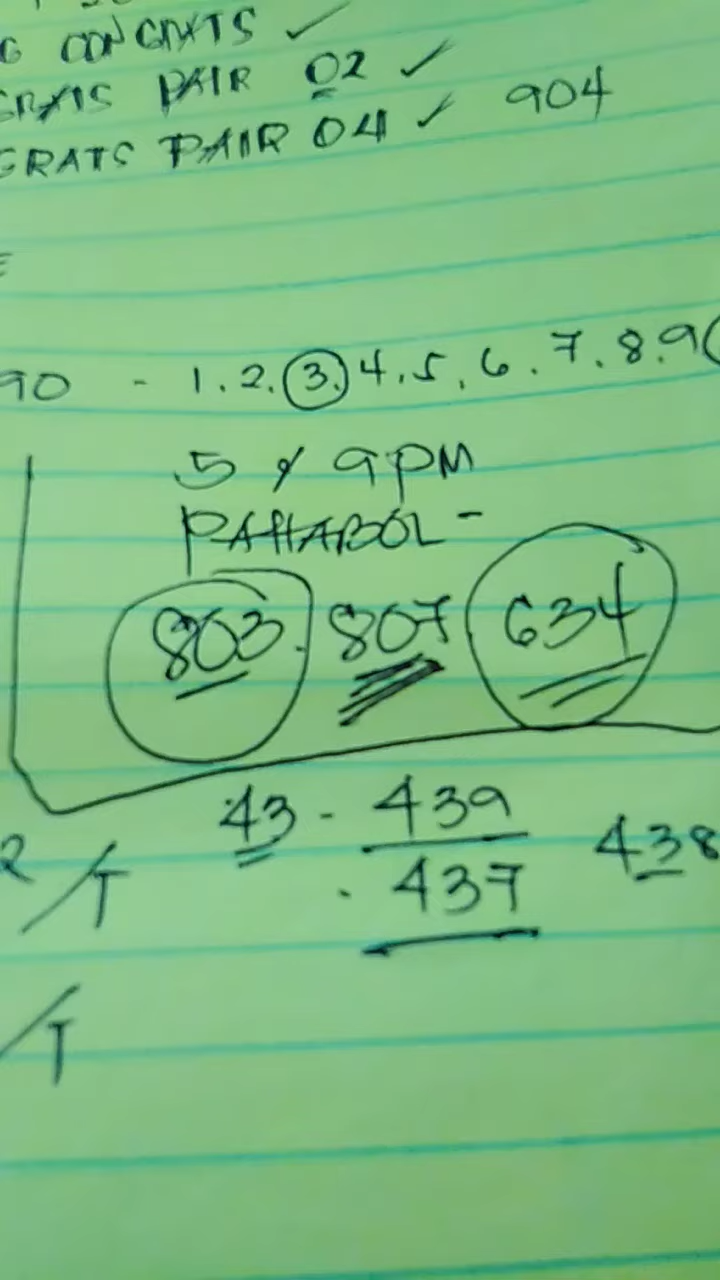 G CONGRATS ✓
GRATS PAIR 02 ✓
GRATS PAIR 04 ✓ 904
E
90 - 1.2.3.4.5.6.7.8.9
5 & 9PM
PAHABOL -
803. 807 634
2/T 43 - 439 438
. 437
/T